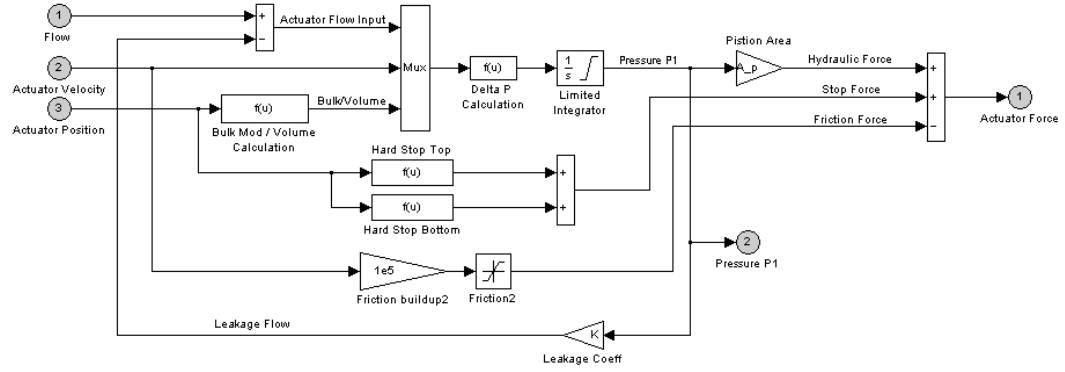 1
Flow
+
−
Actuator Flow Input
2
Actuator Velocity
3
Actuator Position
f(u)
Bulk Mod / Volume
Calculation
Bulk/Volume
Mux
f(u)
Delta P
Calculation
1
s
Limited
Integrator
Pressure P1
Pistion Area
A_p
Hydraulic Force
Stop Force
Friction Force
+
+
−
1
Actuator Force
Hard Stop Top
f(u)
f(u)
Hard Stop Bottom
+
+
1e5
Friction buildup2
Friction2
2
Pressure P1
Leakage Flow
K
Leakage Coeff